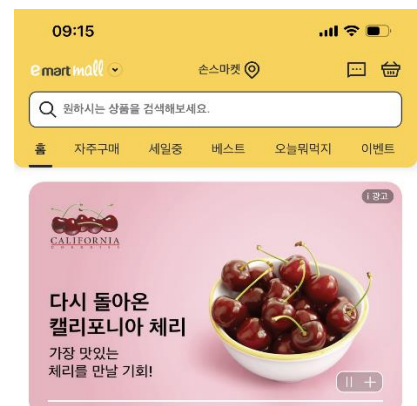 09:15
emart mall
손스마켓
원하시는 상품을 검색해보세요.
홈 자주구매 세일중 베스트 오늘뭐먹지 이벤트
i 광고
CALIFORNIA
다시 돌아온
캘리포니아 체리
가장 맛있는
체리를 만날 기회!